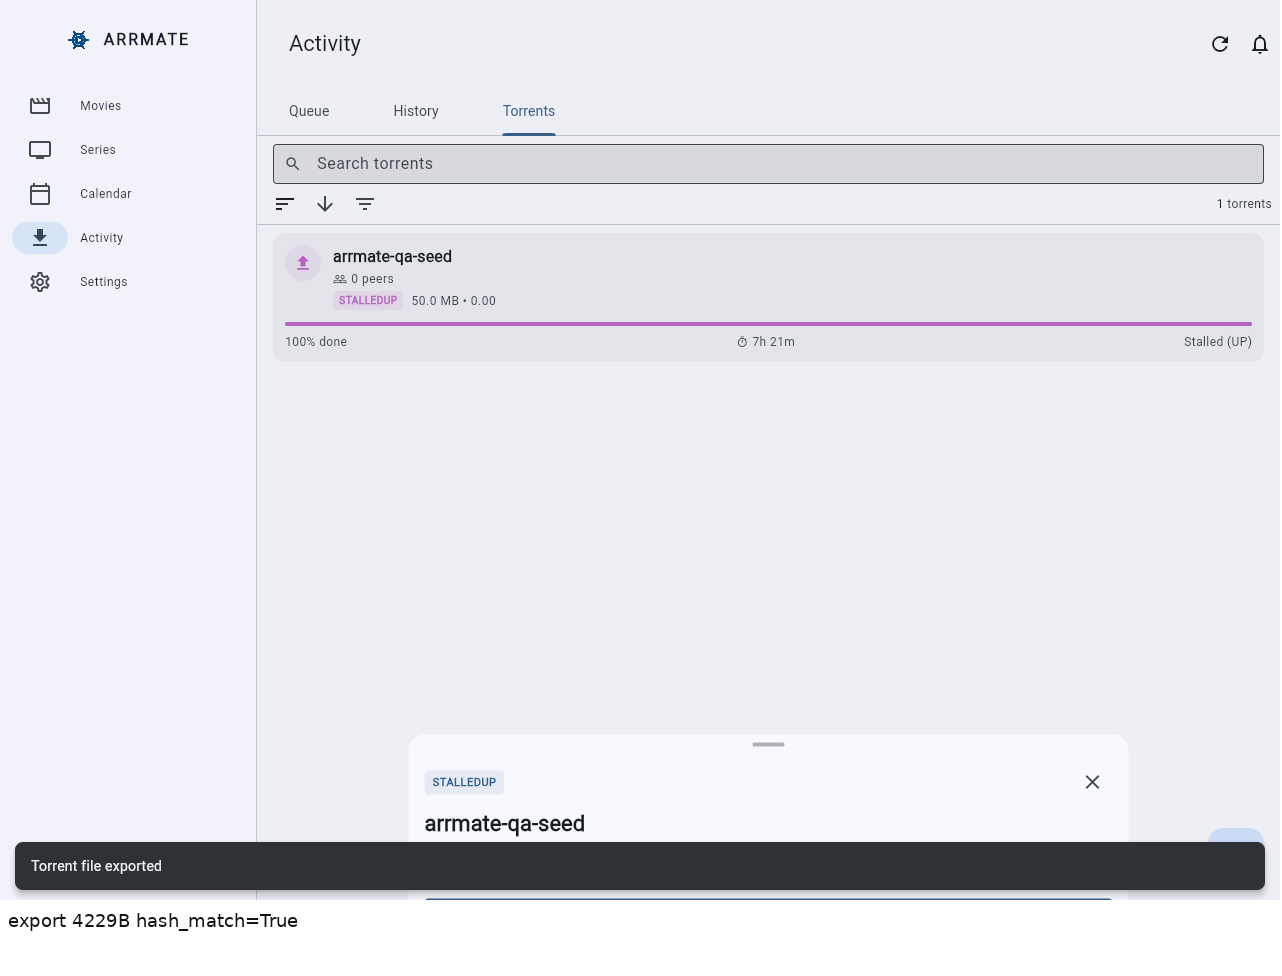 ARRMATE
Movies
Series
Calendar
Activity
Settings
Activity
Queue History Torrents
Search torrents
1 torrents
arrmate-qa-seed
0 peers
STALLEDUP 50.0 MB • 0.00
100% done 7h 21m Stalled (UP)
STALLEDUP
arrmate-qa-seed
Torrent file exported
export 4229B hash_match=True